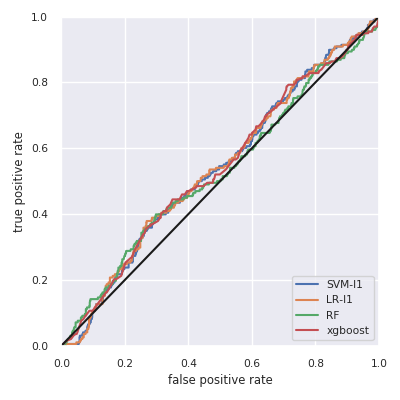 1.0
0.8
0.6
0.4
0.2
0.0
true positive rate
0.0 0.2 0.4 0.6 0.8 1.0
false positive rate
SVM-l1
LR-l1
RF
xgboost